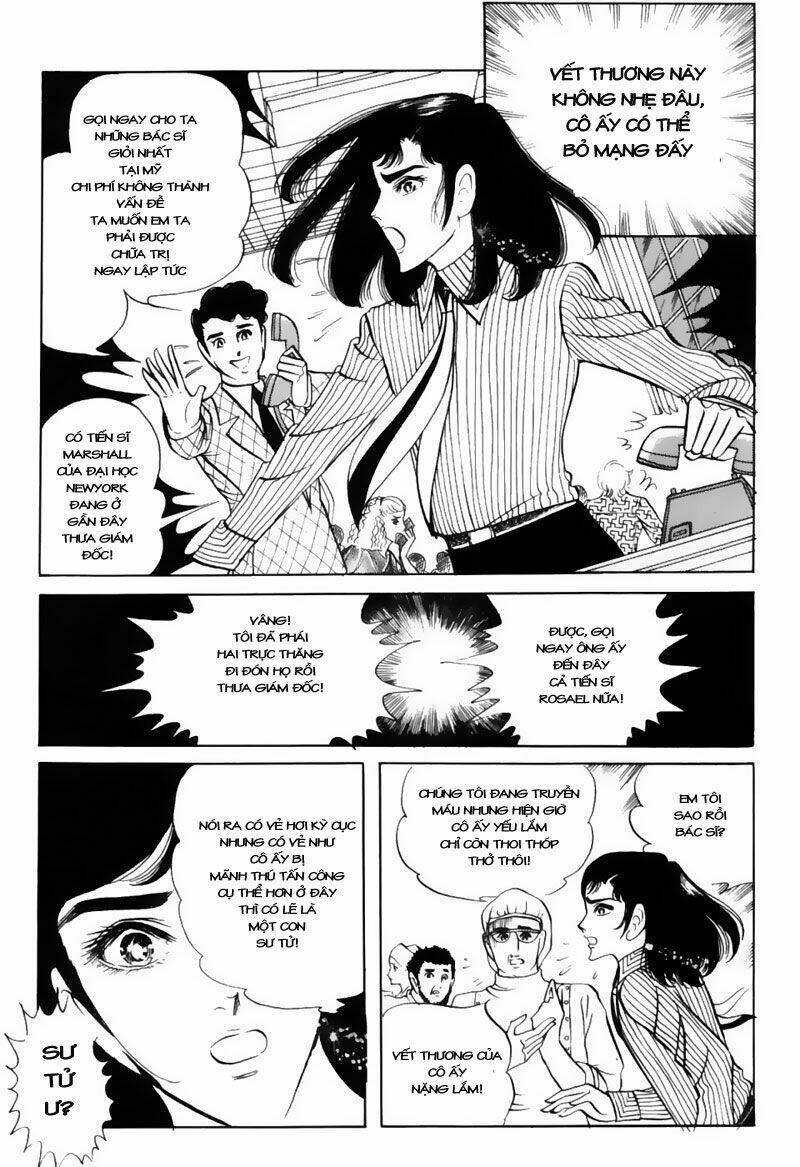 VẾT THƯƠNG NÀY
KHÔNG NHẸ ĐÂU,
CÔ ẤY CÓ THỂ
BỎ MẠNG ĐẤY
GỌI NGAY CHO TA
NHỮNG BÁC SĨ
GIỎI NHẤT
TẠI MỸ
CHI PHÍ KHÔNG THÀNH
VẤN ĐỀ
TA MUỐN EM TA
PHẢI ĐƯỢC
CHỮA TRỊ
NGAY LẬP TỨC
CÓ TIẾN SĨ
MARSHALL
CỦA ĐẠI HỌC
NEWYORK
ĐANG Ở
GẦN ĐÂY
THƯA GIÁM
ĐỐC!
VÂNG!
TÔI ĐÃ PHÁI
HAI TRỰC THĂNG
ĐI ĐÓN HỌ RỒI
THƯA GIÁM ĐỐC!
ĐƯỢC, GỌI
NGAY ÔNG ẤY
ĐẾN ĐÂY
CẢ TIẾN SĨ
ROSAEL NỮA!
NÓI RA CÓ VẺ HƠI KỲ CỤC
NHƯNG CÓ VẺ NHƯ
CÔ ẤY BỊ
MÃNH THÚ TẤN CÔNG
CỤ THỂ HƠN Ở ĐÂY
THÌ CÓ LẼ LÀ
MỘT CON
SƯ TỬ!
SƯ
TỬ
Ư?
CHÚNG TÔI ĐANG TRUYỀN
MÁU NHƯNG HIỆN GIỜ
CÔ ẤY YẾU LẮM
CHỈ CÒN THOI THÓP
THỞ THÔI!
EM TÔI
SAO RỒI
BÁC SĨ?
VẾT THƯƠNG CỦA
CÔ ẤY
NẶNG LẮM!